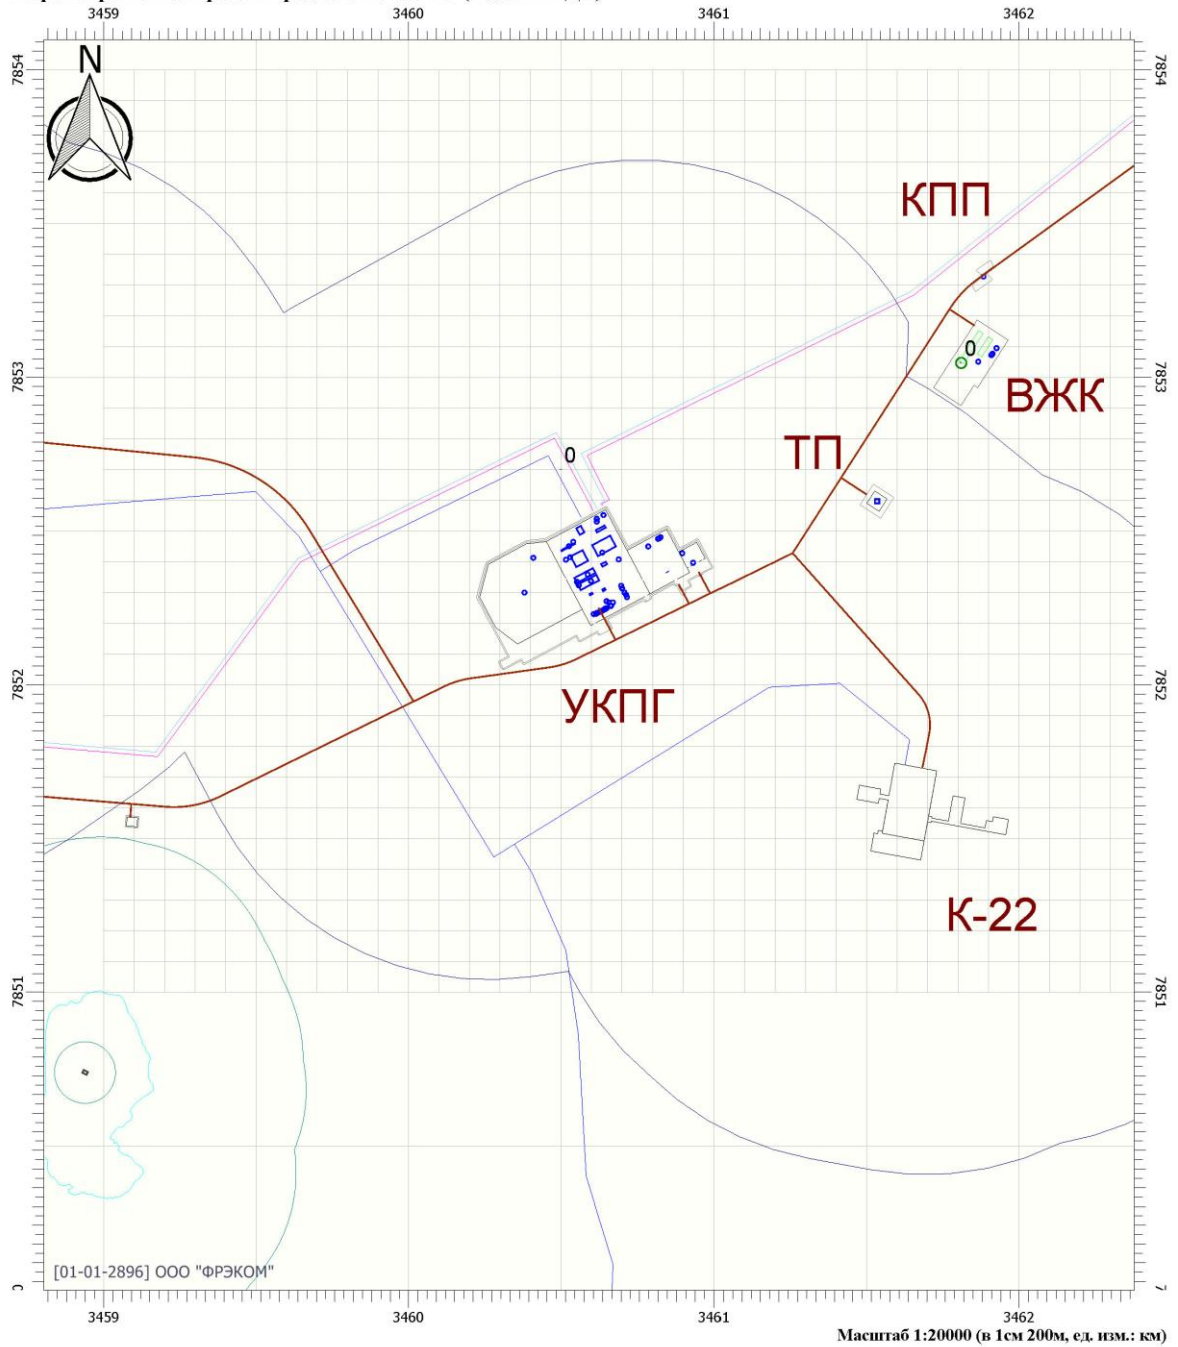 3459 3460 3461 3462
7854 7854
N
КПП
0
7853 7853
ВЖК
ТП
0
7852 7852
УКПГ
К-22
7851 7851
[01-01-2896] ООО "ФРЭКОМ"
3459 3460 3461 3462
Масштаб 1:20000 (в 1см 200м, ед. изм.: км)